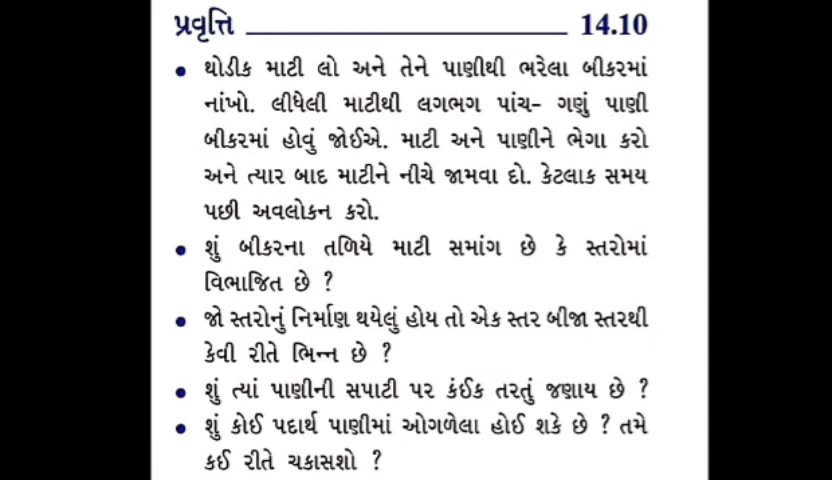 પ્રવૃત્તિ ________________ 14.10
• થોડીક માટી લો અને તેને પાણીથી ભરેલા બીકરમાં
નાંખો. લીધેલી માટીથી લગભગ પાંચ- ગણું પાણી
બીકરમાં હોવું જોઈએ. માટી અને પાણીને ભેગા કરો
અને ત્યાર બાદ માટીને નીચે જામવા દો. કેટલાક સમય
પછી અવલોકન કરો.
• શું બીકરના તળિયે માટી સમાંગ છે કે સ્તરોમાં
વિભાજિત છે ?
• જો સ્તરોનું નિર્માણ થયેલું હોય તો એક સ્તર બીજા સ્તરથી
કેવી રીતે ભિન્ન છે ?
• શું ત્યાં પાણીની સપાટી પર કંઈક તરતું જણાય છે ?
• શું કોઈ પદાર્થ પાણીમાં ઓગળેલા હોઈ શકે છે ? તમે
કઈ રીતે ચકાસશો ?